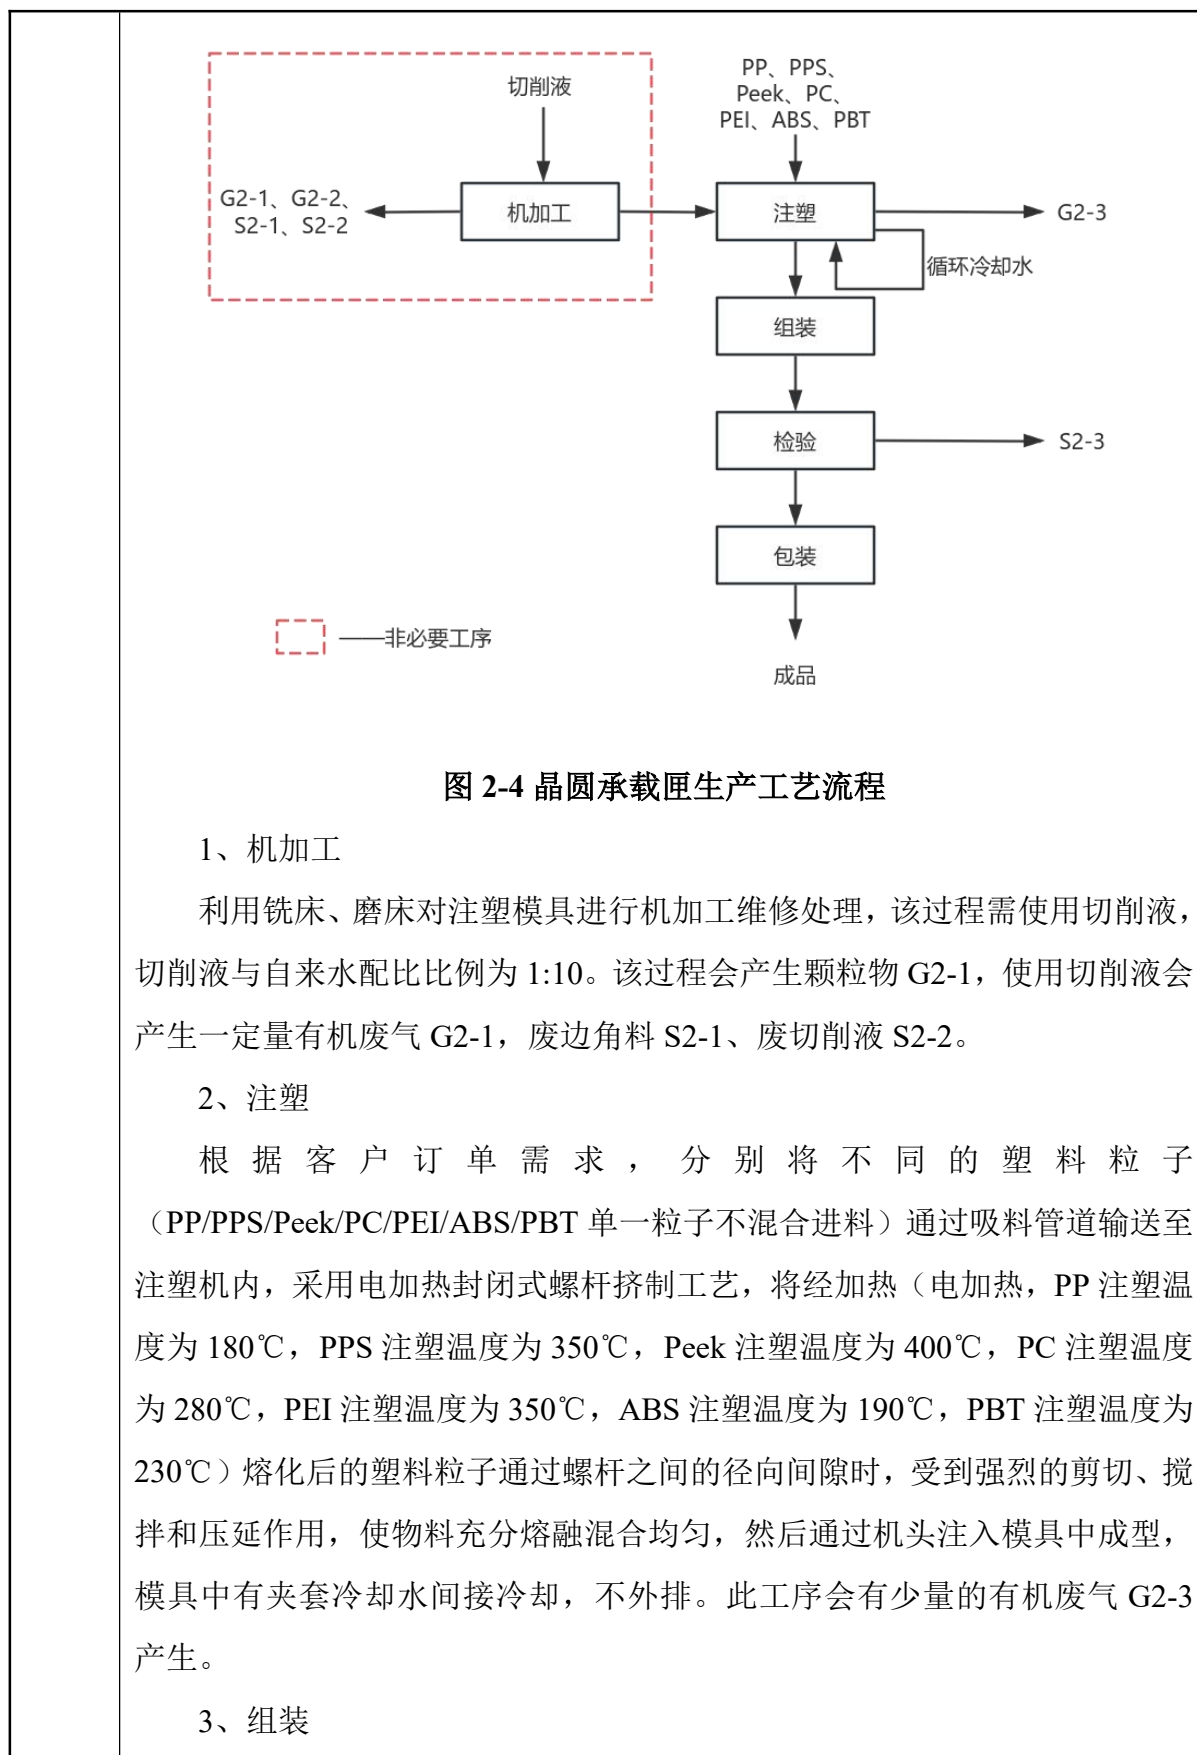 切削液
PP、PPS、
Peek、PC、
PEI、ABS、PBT
G2-1、G2-2、
S2-1、S2-2
机加工
注塑
G2-3
循环冷却水
组装
检验
S2-3
包装
——非必要工序
成品
图 2-4 晶圆承载匣生产工艺流程
1、机加工
利用铣床、磨床对注塑模具进行机加工维修处理，该过程需使用切削液，
切削液与自来水配比比例为 1:10。该过程会产生颗粒物 G2-1，使用切削液会
产生一定量有机废气 G2-1，废边角料 S2-1、废切削液 S2-2。
2、注塑
根据客户订单需求，分别将不同的塑料粒子
（PP/PPS/Peek/PC/PEI/ABS/PBT 单一粒子不混合进料）通过吸料管道输送至
注塑机内，采用电加热封闭式螺杆挤制工艺，将经加热（电加热，PP 注塑温
度为 180℃，PPS 注塑温度为 350℃，Peek 注塑温度为 400℃，PC 注塑温度
为 280℃，PEI 注塑温度为 350℃，ABS 注塑温度为 190℃，PBT 注塑温度为
230℃）熔化后的塑料粒子通过螺杆之间的径向间隙时，受到强烈的剪切、搅
拌和压延作用，使物料充分熔融混合均匀，然后通过机头注入模具中成型，
模具中有夹套冷却水间接冷却，不外排。此工序会有少量的有机废气 G2-3
产生。
3、组装